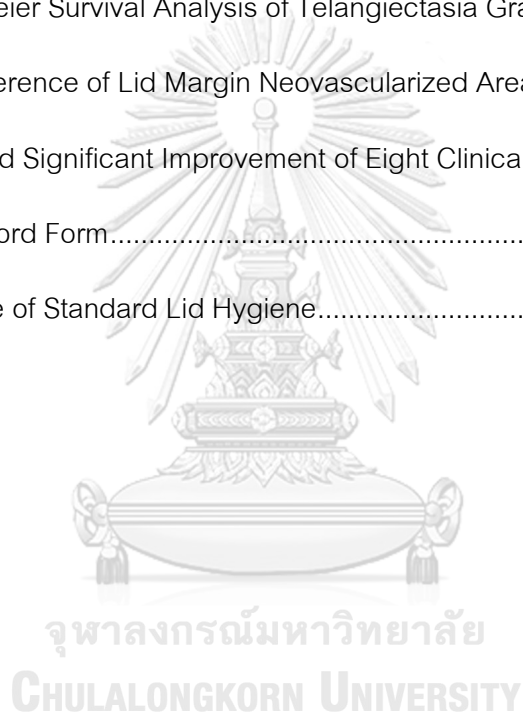 eier Survival Analysis of Telangiectasia Gra
erence of Lid Margin Neovascularized Area
d Significant Improvement of Eight Clinical
ord Form..........................................................
e of Standard Lid Hygiene............................
จุฬาลงกรณ์มหาวิทยาลัย
CHULALONGKORN UNIVERSITY